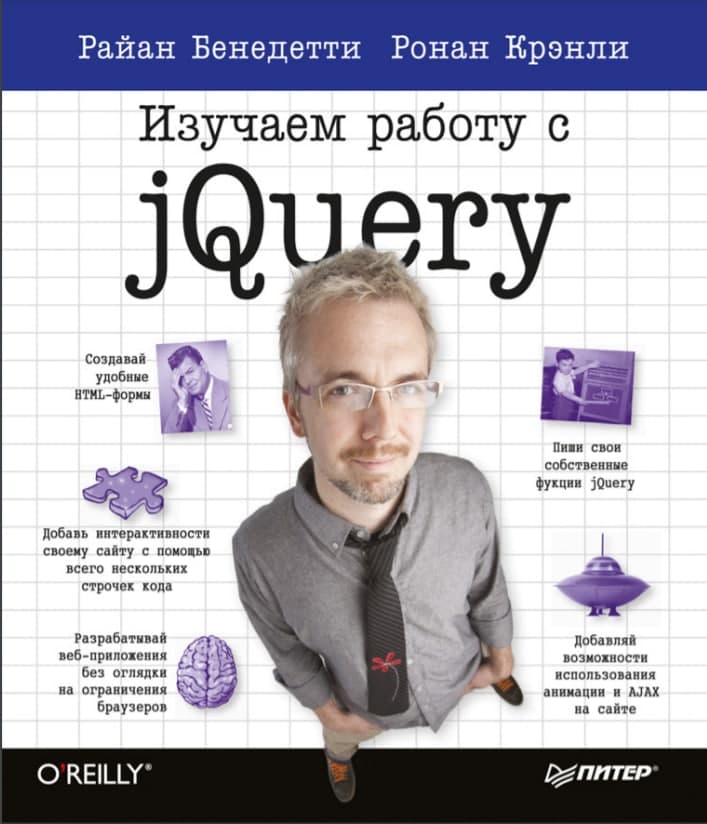 Райан Бенедетти Ронан Крэнли
Изучаем работу с
jQuery
Создавай
удобные
HTML-формы
Добавь интерактивности
своему сайту с помощью
всего нескольких
строчек кода
Разрабатывай
веб-приложения
без оглядки
на ограничения
браузеров
Пиши свои
собственные
фукции jQuery
Добавляй
возможности
использования
анимации и AJAX
на сайте
O'REILLY®
ПИТЕР®